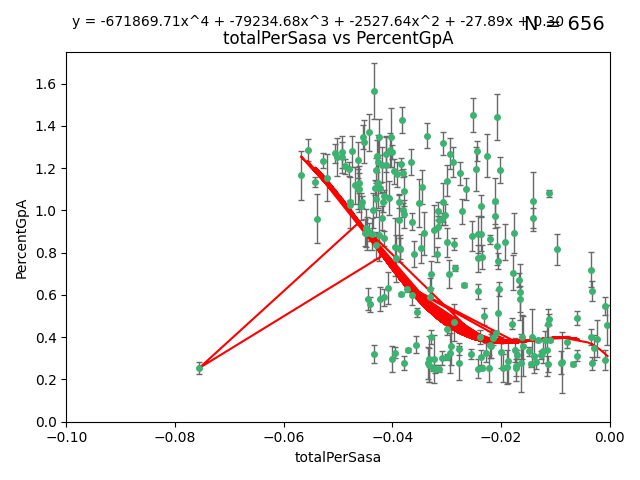 y = -671869.71x^4 + -79234.68x^3 + -2527.64x^2 + -27.89x + 0.30
N = 656
totalPerSasa vs PercentGpA
PercentGpA
1.6
1.4
1.2
1.0
0.8
0.6
0.4
0.2
0.0
−0.10 −0.08 −0.06 −0.04 −0.02 0.00
totalPerSasa